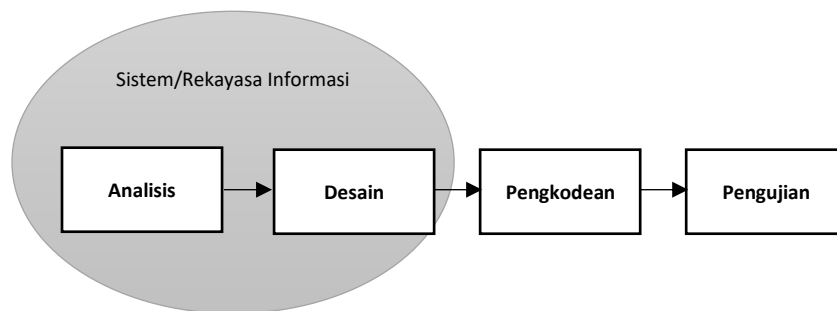 Sistem/Rekayasa Informasi
Analisis
Desain
Pengkodean
Pengujian